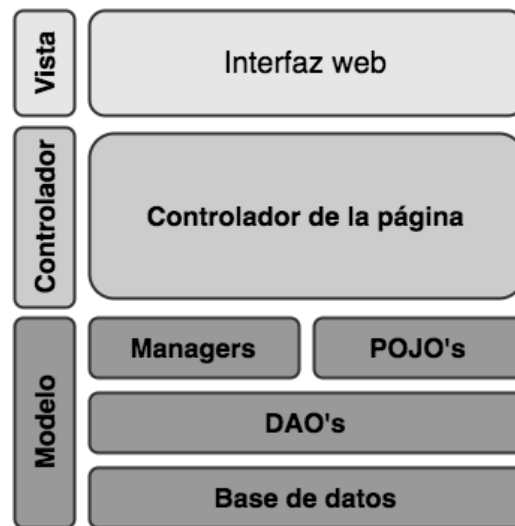 Vista
Interfaz web
Controlador
Controlador de la página
Modelo
Managers
POJO's
DAO's
Base de datos